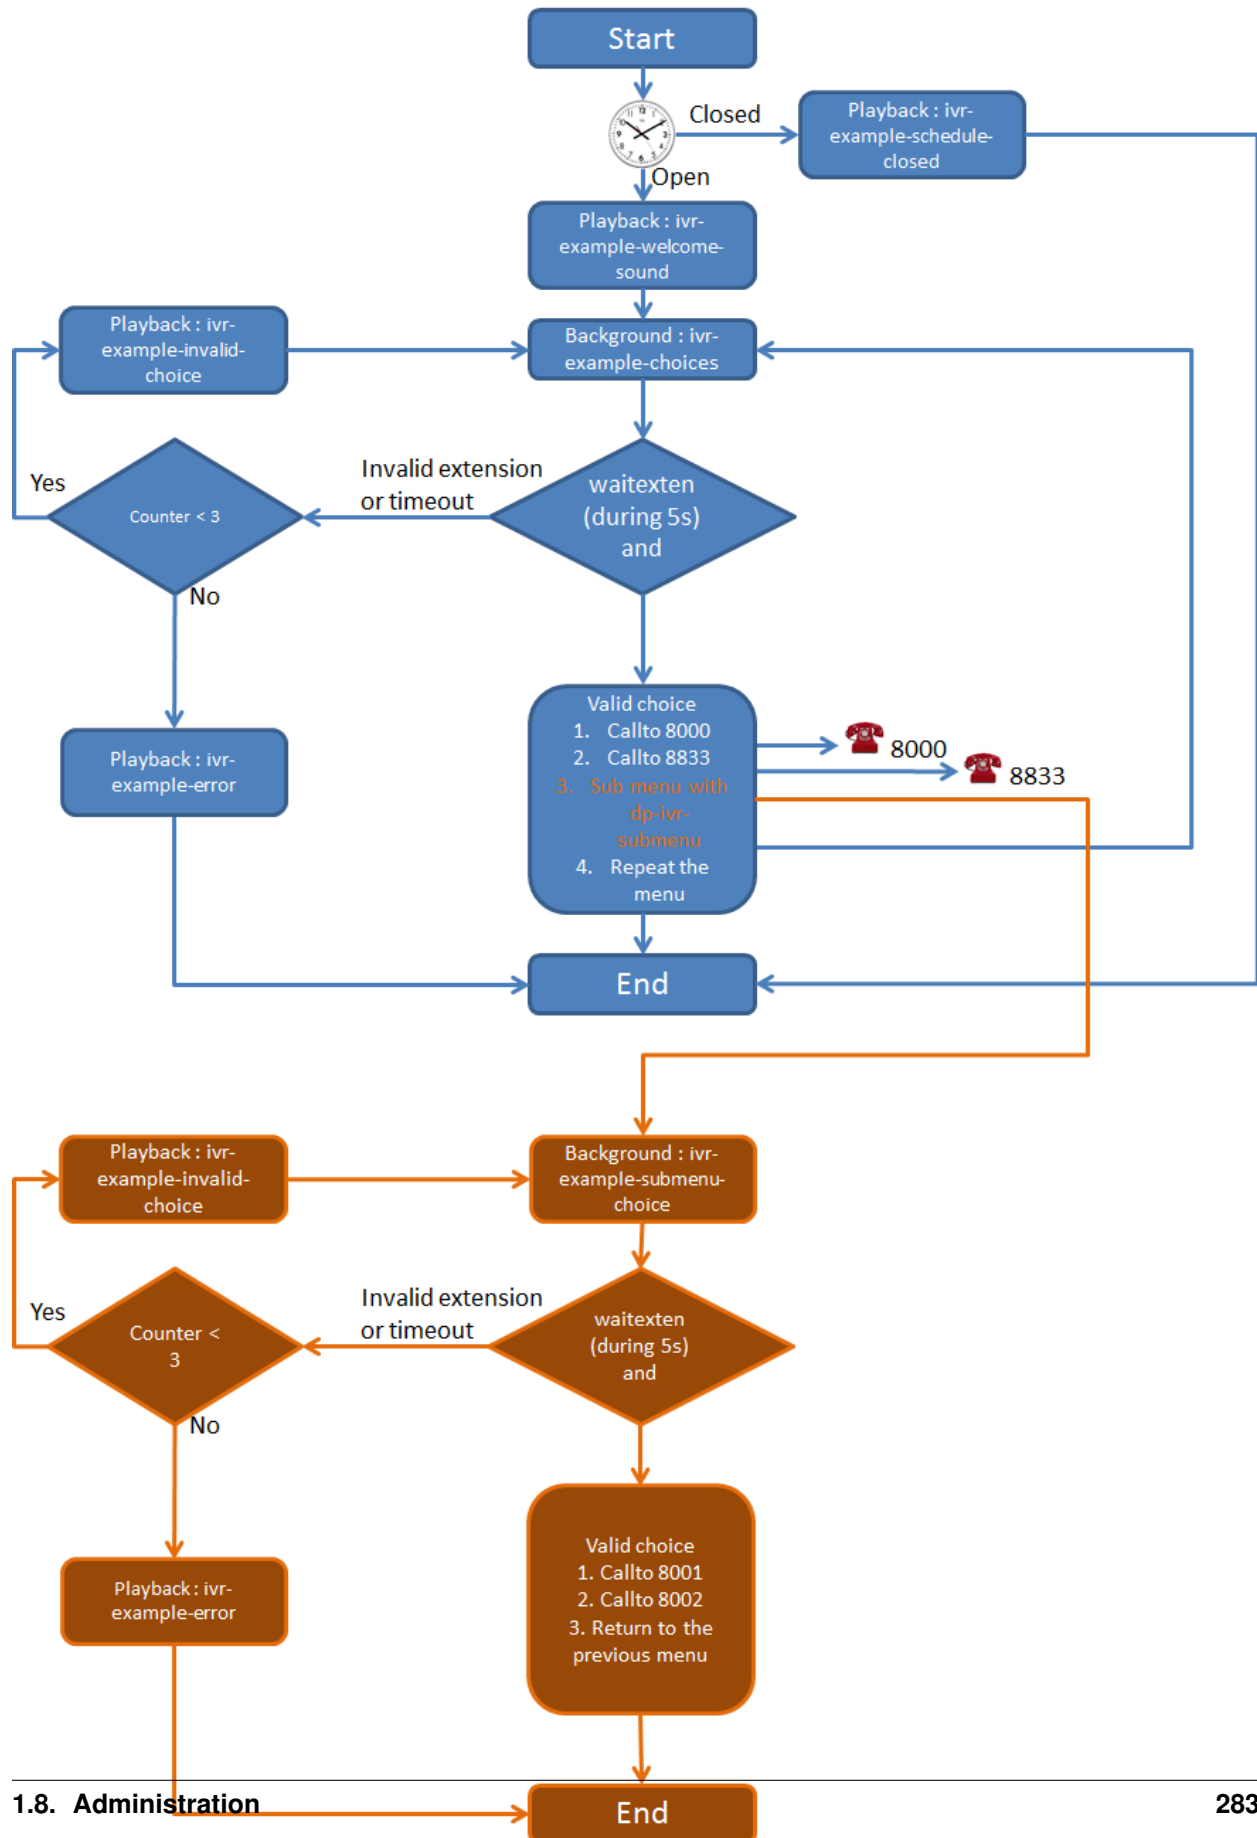 Start
Closed
Playback : ivr-
example-schedule-
closed
Open
Playback : ivr-
example-welcome-
sound
Playback : ivr-
example-invalid-
choice
Background : ivr-
example-choices
Yes
Counter < 3
Invalid extension
or timeout
waitexten
(during 5s)
and
No
Playback : ivr-
example-error
Valid choice
1. Callto 8000
2. Callto 8833
3. Sub menu with
dp-ivr-
submenu
4. Repeat the
menu
8000
8833
End
Playback : ivr-
example-invalid-
choice
Background : ivr-
example-submenu-
choice
Yes
Counter <
3
Invalid extension
or timeout
waitexten
(during 5s)
and
No
Playback : ivr-
example-error
Valid choice
1. Callto 8001
2. Callto 8002
3. Return to the
previous menu
End
1.8. Administration
283